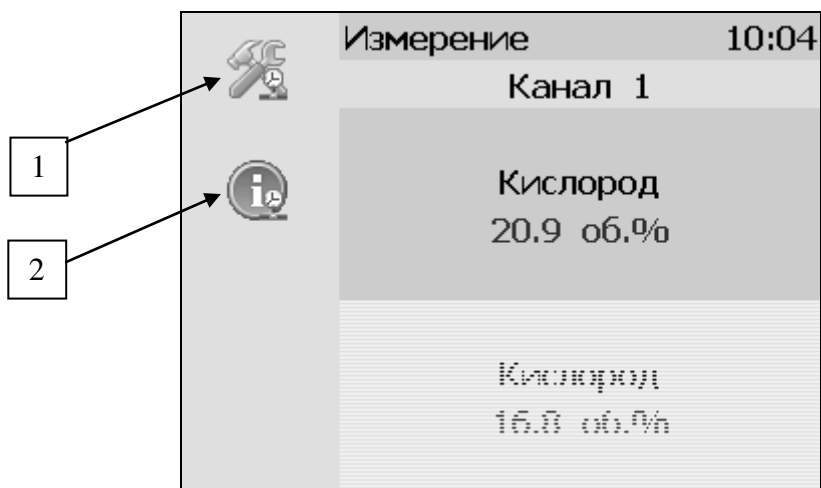 Измерение 10:04
Канал 1
1
Кислород
20.9 об.%
2
Кислород
16.8 об.%